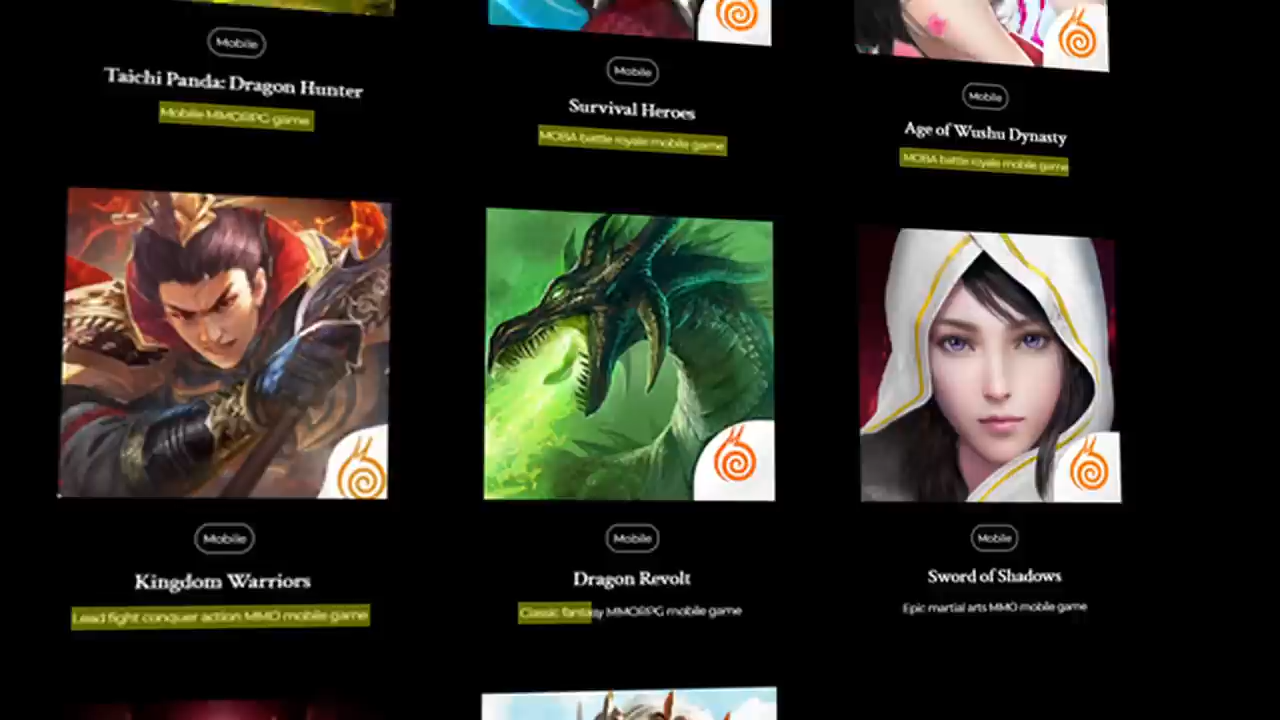 Mobile
Taichi Panda: Dragon Hunter
Mobile MMORPG game
Mobile
Survival Heroes
MOBA battle royale mobile game
Mobile
Age of Wushu Dynasty
MOBA battle royale mobile game
Mobile
Kingdom Warriors
Lead fight conquer action MMO mobile game
Mobile
Dragon Revolt
Classic fantasy MMORPG mobile game
Mobile
Sword of Shadows
Epic martial arts MMO mobile game